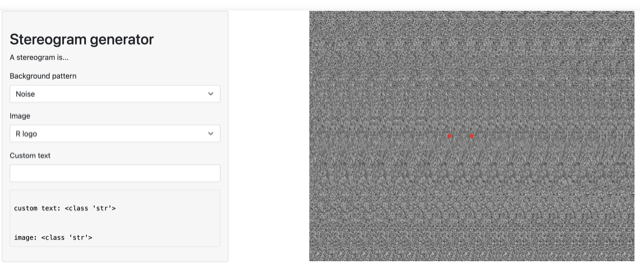 Stereogram generator
A stereogram is...
Background pattern
Noise
Image
R logo
Custom text
custom text: <class 'str'>
image: <class 'str'>